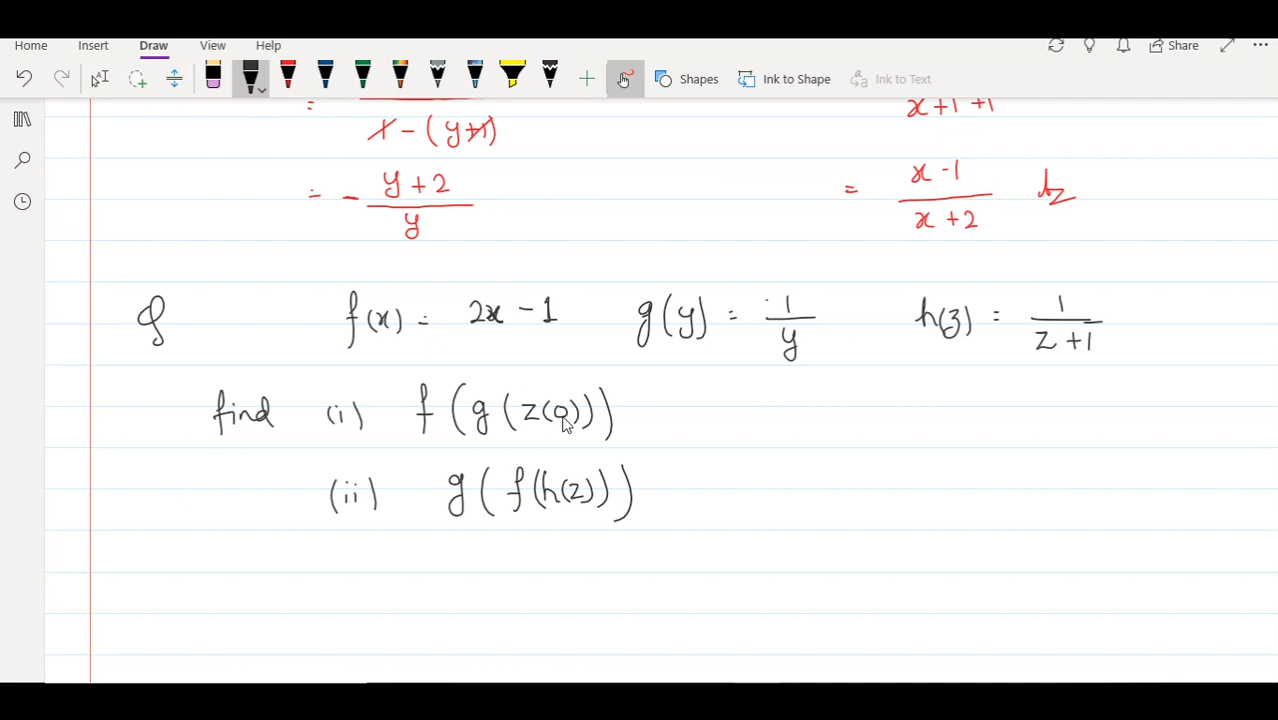 Home Insert Draw View Help Share
Shapes Ink to Shape Ink to Text
= x - (y+1) x+1+1
= - y+2 / y = x-1 / x+2
Q f(x) = 2x - 1 g(y) = 1/y h(z) = 1/z+1
find (i) f(g(z(0)))
(ii) g(f(h(z)))